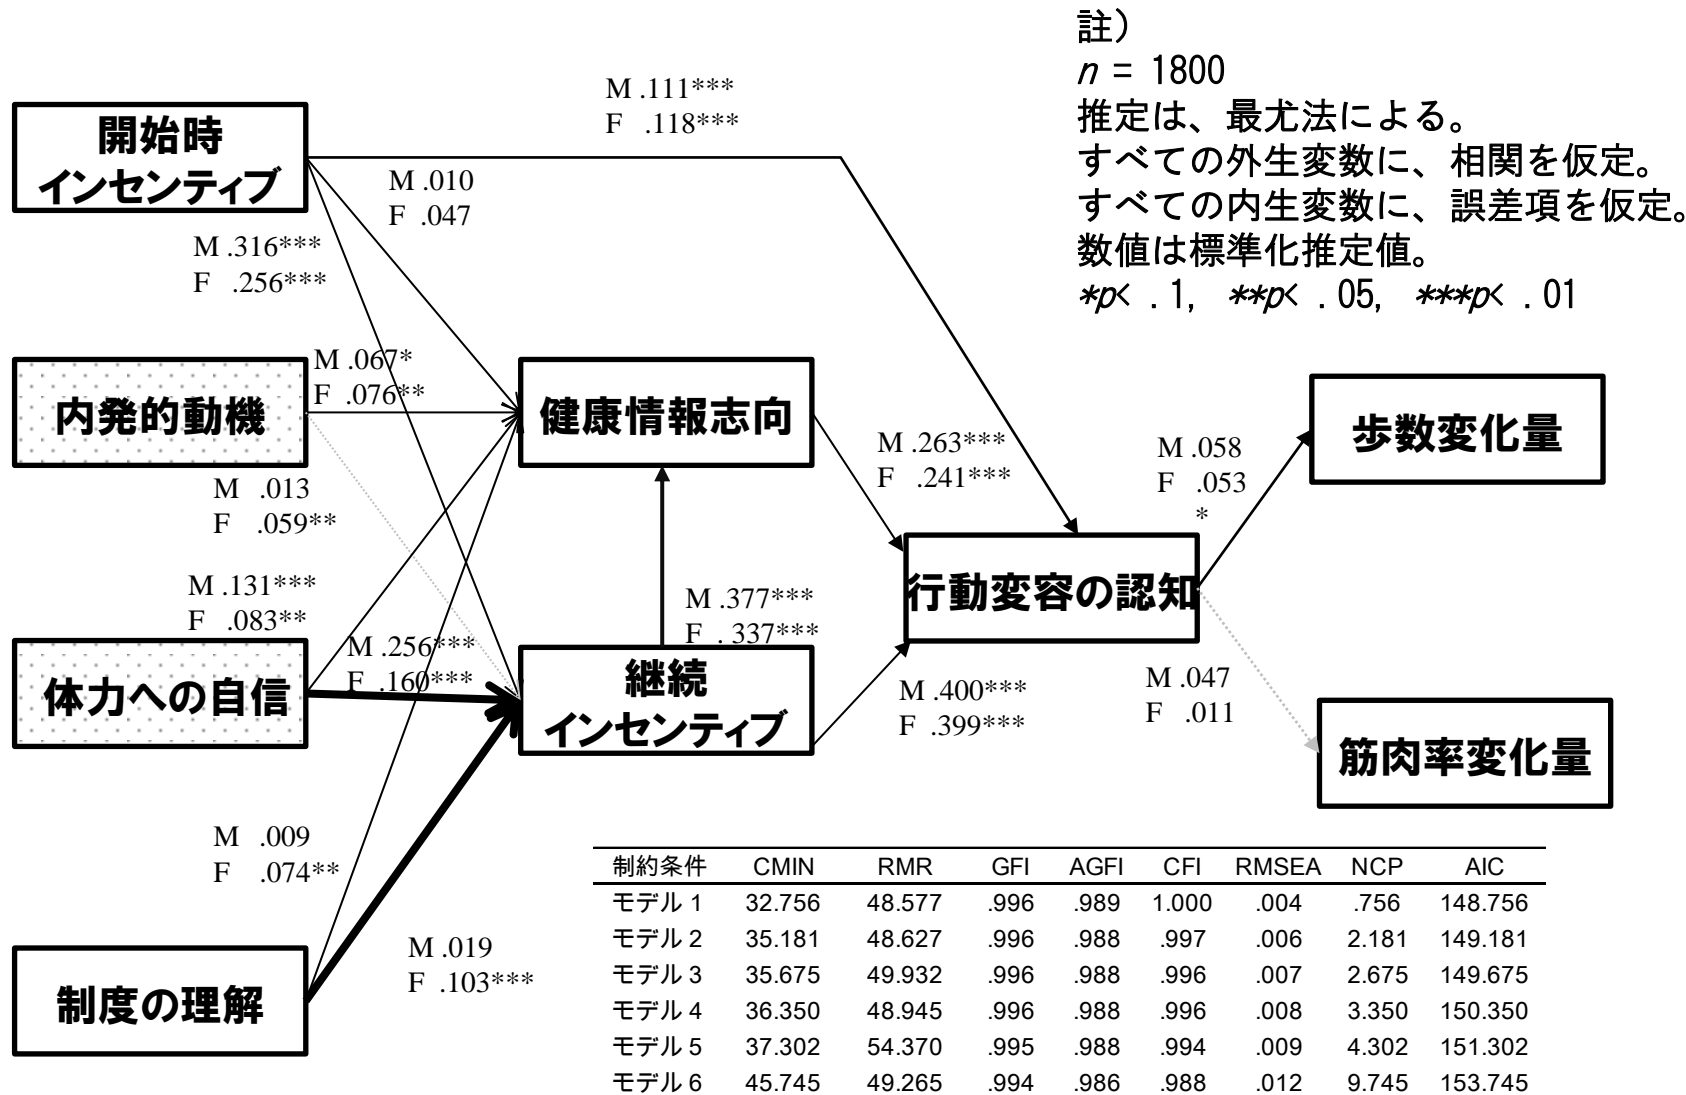 註)
n = 1800
推定は、最尤法による。
すべての外生変数に、相関を仮定。
すべての内生変数に、誤差項を仮定。
数値は標準化推定値。
*p< .1, **p< .05, ***p< .01
開始時
インセンティブ
M .111***
F .118***
M .010
F .047
M .316***
F .256***
内発的動機
M .067*
F .076**
健康情報志向
M .263***
F .241***
M .058
F .053
*
歩数変化量
M .013
F .059**
M .131***
F .083**
行動変容の認知
体力への自信
M .256***
F .160***
M .377***
F . 337***
継続
インセンティブ
M .400***
F .399***
M .047
F .011
筋肉率変化量
M .009
F .074**
制度の理解
M .019
F .103***
制約条件 CMIN RMR GFI AGFI CFI RMSEA NCP AIC
モデル 1 32.756 48.577 .996 .989 1.000 .004 .756 148.756
モデル 2 35.181 48.627 .996 .988 .997 .006 2.181 149.181
モデル 3 35.675 49.932 .996 .988 .996 .007 2.675 149.675
モデル 4 36.350 48.945 .996 .988 .996 .008 3.350 150.350
モデル 5 37.302 54.370 .995 .988 .994 .009 4.302 151.302
モデル 6 45.745 49.265 .994 .986 .988 .012 9.745 153.745